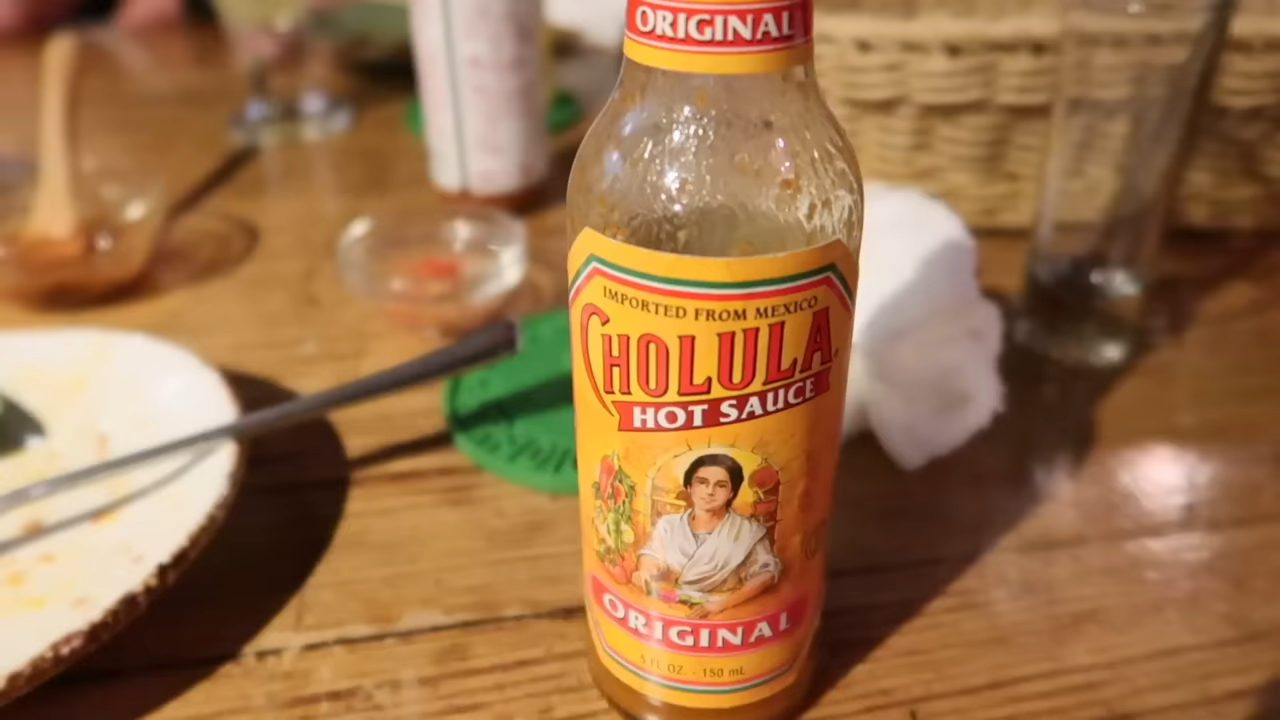 ORIGINAL
IMPORTED FROM MEXICO
CHOLULA
HOT SAUCE
ORIGINAL
5 FL OZ. - 150 mL